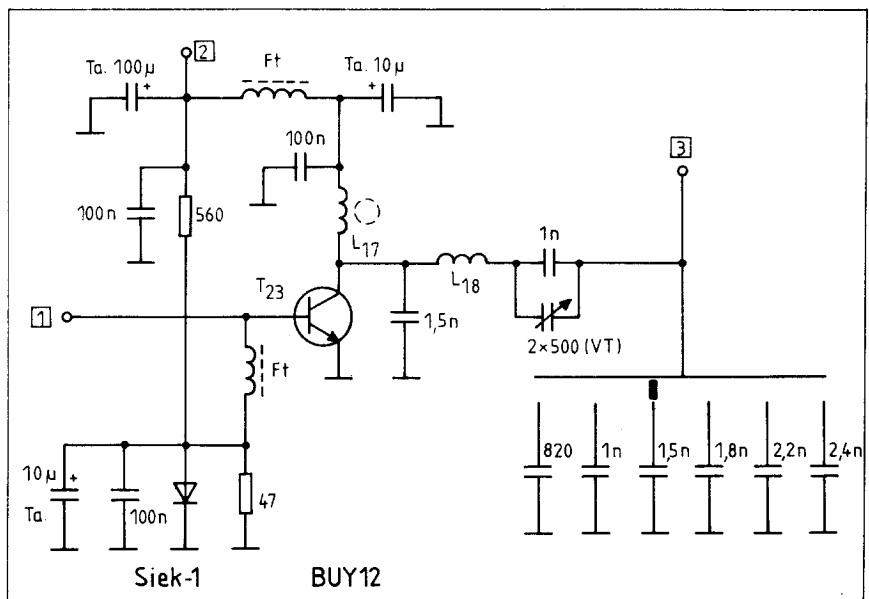 Ta. 100µ
+
2
Ft
Ta. 10µ
+
100n
3
100n
560
L17
1n
T23
L18
1
1,5n
2×500 (VT)
Ft
820
1n
1,5n
1,8n
2,2n
2,4n
10µ
+
Ta.
100n
47
Siek-1
BUY12